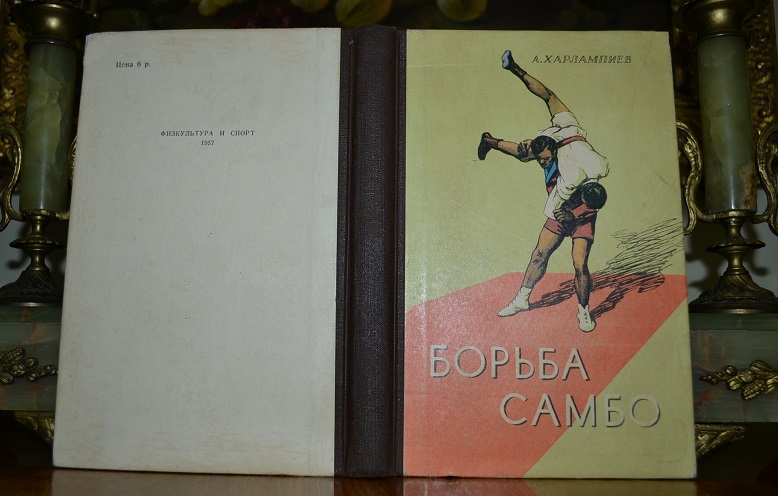 Цена 6 р.
ФИЗКУЛЬТУРА И СПОРТ
1957
А. ХАРЛАМПИЕВ
БОРЬБА
САМБО